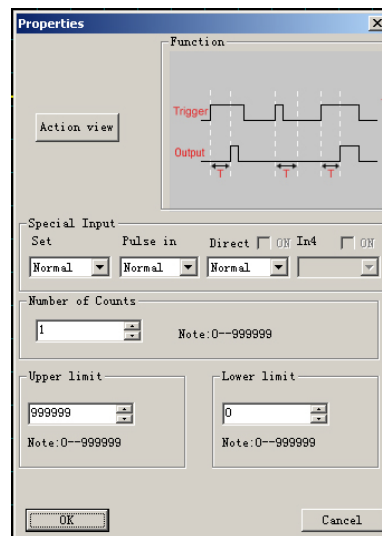 Properties
Function
Trigger
Output
T T T
Action view
Special Input
Set Pulse in Direct ON In4 ON
Normal Normal Normal
Number of Counts
1 Note:0--999999
Upper limit Lower limit
999999 0
Note:0--999999 Note:0--999999
OK Cancel